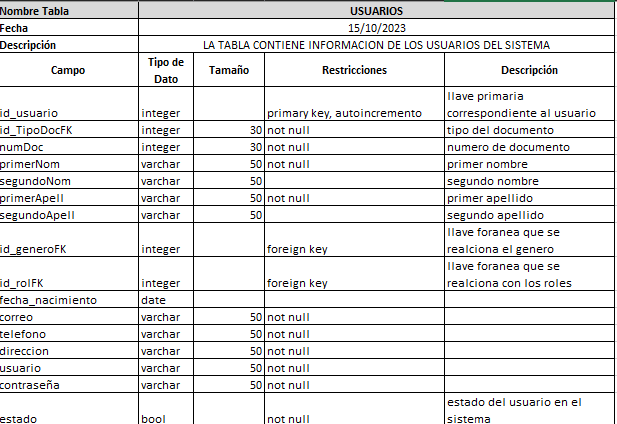 Nombre Tabla USUARIOS
Fecha 15/10/2023
Descripción LA TABLA CONTIENE INFORMACION DE LOS USUARIOS DEL SISTEMA
Campo Tipo de Dato Tamaño Restricciones Descripción
id_usuario integer primary key, autoincremento llave primaria correspondiente al usuario
id_TipoDocFK integer 30 not null tipo del documento
numDoc integer 30 not null numero de documento
primerNom varchar 50 not null primer nombre
segundoNom varchar 50 segundo nombre
primerApell varchar 50 not null primer apellido
segundoApell varchar 50 segundo apellido
id_generoFK integer foreign key llave foranea que se realciona el genero
id_rolFK integer foreign key llave foranea que se realciona con los roles
fecha_nacimiento date
correo varchar 50 not null
telefono varchar 50 not null
direccion varchar 50 not null
usuario varchar 50 not null
contraseña varchar 50 not null
estado bool not null estado del usuario en el sistema